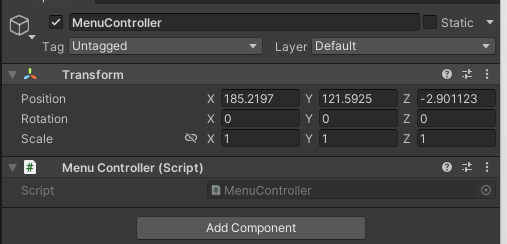 MenuController Static
Tag Untagged Layer Default
Transform
Position X 185.2197 Y 121.5925 Z -2.901123
Rotation X 0 Y 0 Z 0
Scale X 1 Y 1 Z 1
# Menu Controller (Script)
Script # MenuController
Add Component